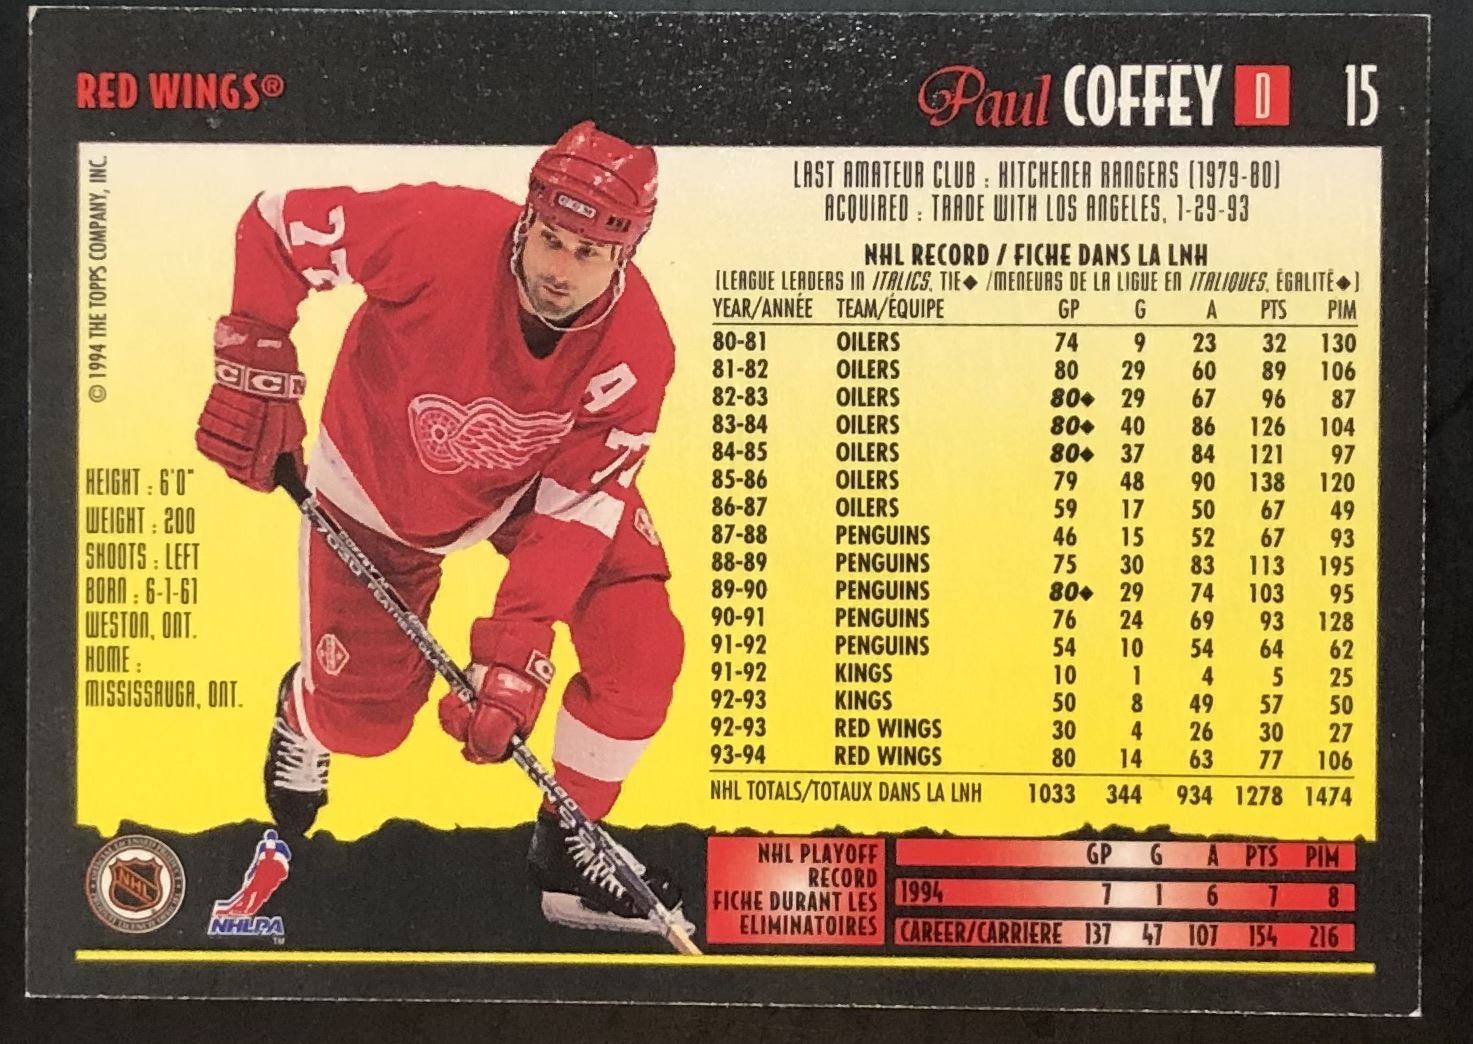 RED WINGS®
Paul COFFEY D 15
© 1994 THE TOPPS COMPANY, INC.
LAST AMATEUR CLUB : KITCHENER RANGERS (1979-80)
ACQUIRED : TRADE WITH LOS ANGELES, 1-29-93
NHL RECORD / FICHE DANS LA LNH
(LEAGUE LEADERS IN ITALICS, TIE◆ /MENEURS DE LA LIGUE EN ITALIQUES, ÉGALITÉ◆)
YEAR/ANNÉE TEAM/ÉQUIPE GP G A PTS PIM
80-81 OILERS 74 9 23 32 130
81-82 OILERS 80 29 60 89 106
82-83 OILERS 80◆ 29 67 96 87
83-84 OILERS 80◆ 40 86 126 104
84-85 OILERS 80◆ 37 84 121 97
85-86 OILERS 79 48 90 138 120
86-87 OILERS 59 17 50 67 49
87-88 PENGUINS 46 15 52 67 93
88-89 PENGUINS 75 30 83 113 195
89-90 PENGUINS 80◆ 29 74 103 95
90-91 PENGUINS 76 24 69 93 128
91-92 PENGUINS 54 10 54 64 62
91-92 KINGS 10 1 4 5 25
92-93 KINGS 50 8 49 57 50
92-93 RED WINGS 30 4 26 30 27
93-94 RED WINGS 80 14 63 77 106
NHL TOTALS/TOTAUX DANS LA LNH 1033 344 934 1278 1474
HEIGHT : 6'0"
WEIGHT : 200
SHOOTS : LEFT
BORN : 6-1-61
WESTON, ONT.
HOME :
MISSISSAUGA, ONT.
77
CCM
CCM
A
77
C
NHL
NHLPA
TM
NHL PLAYOFF
RECORD
FICHE DURANT LES
ELIMINATOIRES
GP G A PTS PIM
1994 7 1 6 7 8
CAREER/CARRIERE 137 47 107 154 216